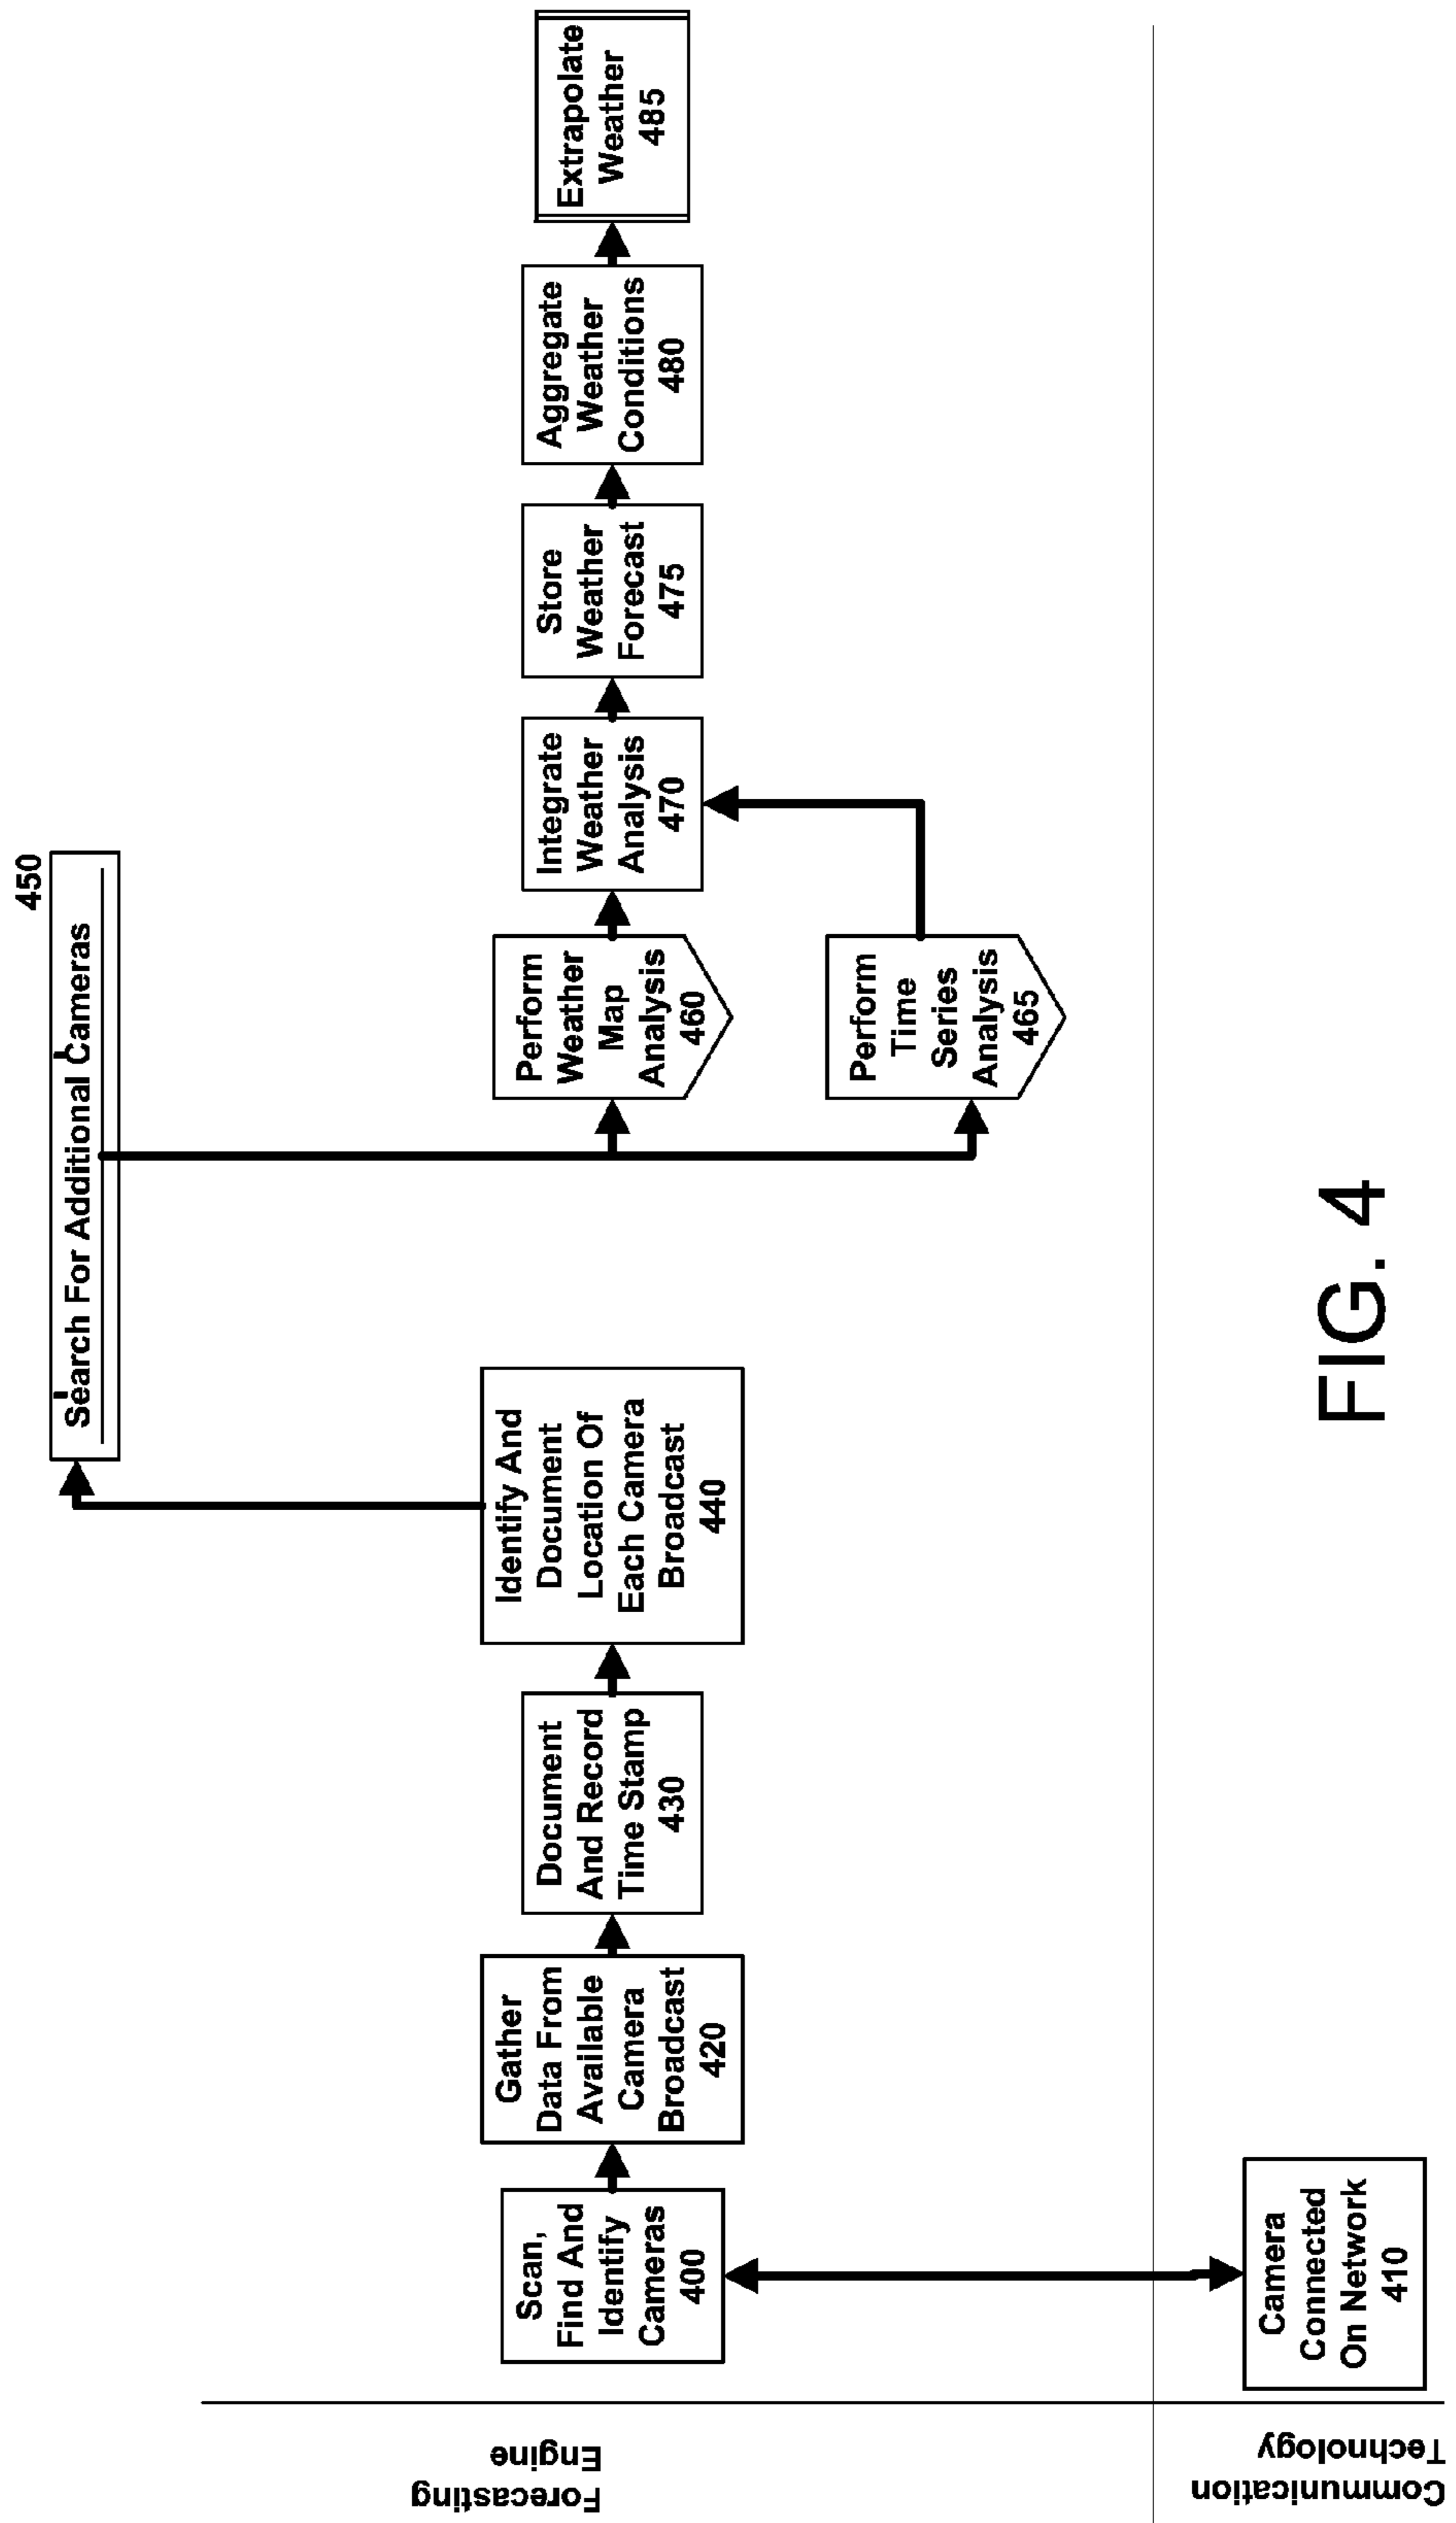 450
Search For Additional Cameras
Forecasting
Engine
Scan,
Find And
Identify
Cameras
400
Gather
Data From
Available
Camera
Broadcast
420
Document
And Record
Time Stamp
430
Identify And
Document
Location Of
Each Camera
Broadcast
440
Perform
Weather
Map
Analysis
460
Perform
Time
Series
Analysis
465
Integrate
Weather
Analysis
470
Store
Weather
Forecast
475
Aggregate
Weather
Conditions
480
Extrapolate
Weather
485
Communication
Technology
Camera
Connected
On Network
410
FIG. 4